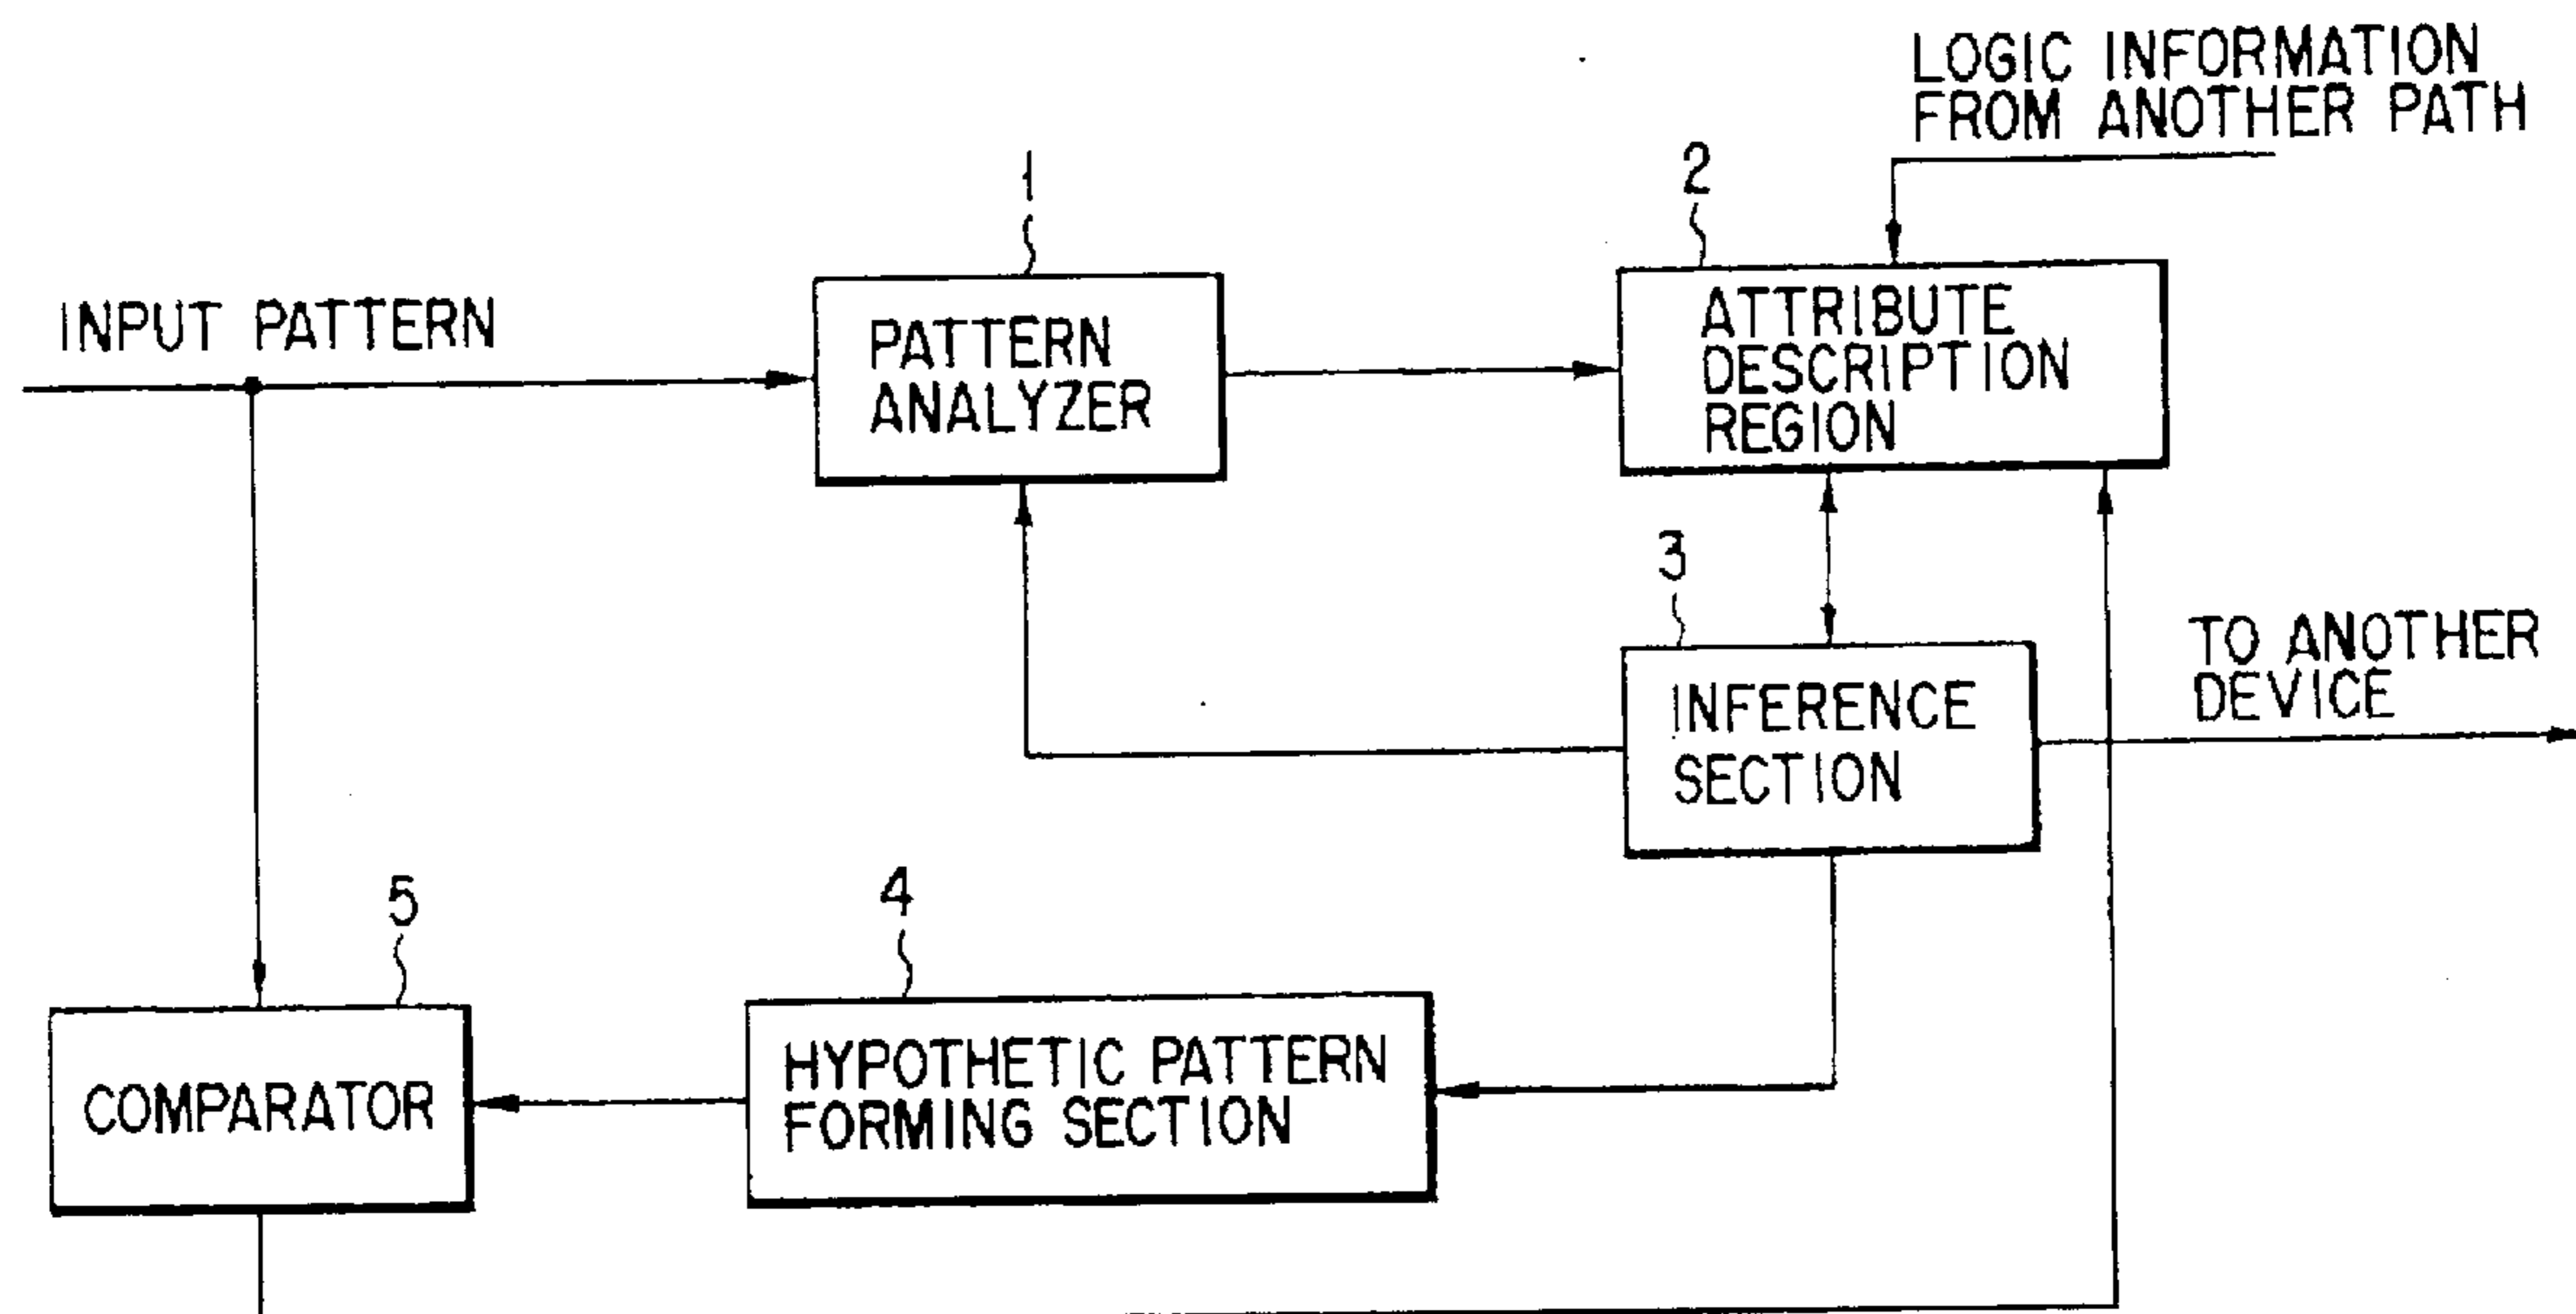 LOGIC INFORMATION
FROM ANOTHER PATH
1
2
INPUT PATTERN
PATTERN
ANALYZER
ATTRIBUTE
DESCRIPTION
REGION
3
INFERENCE
SECTION
TO ANOTHER
DEVICE
5
4
COMPARATOR
HYPOTHETIC PATTERN
FORMING SECTION